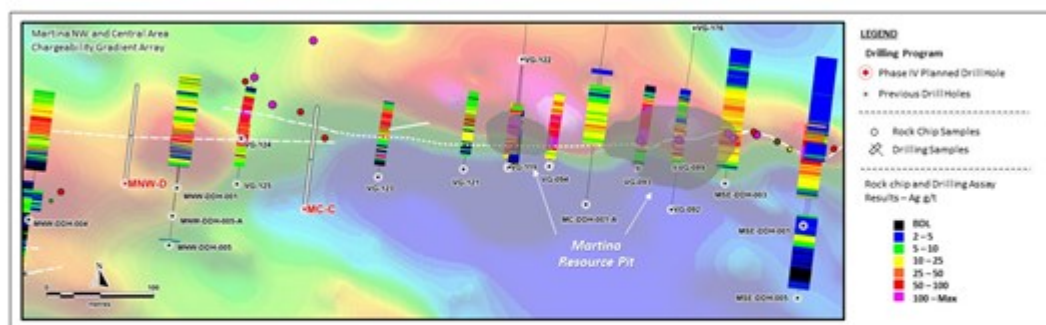 Martina NW and Central Area
Chargeability Gradient Array
VG-176
VG-122
VG-124
MNW-D
MNW-DDH-001
VG-125
MNW-DDH-004
MNW-DDH-005-A
MNW-DDH-005
MC-C
VG-123
VG-121
VG-119
VG-094
MC-DDH-001-A
VG-093
VG-089
VG-092
MSE-DDH-003
MSE-DDH-001
MSE-DDH-005
Martina
Resource Pit
N
0
100
metres
LEGEND
Drilling Program
Phase IV Planned Drill Hole
Previous Drill Holes
Rock Chip Samples
Drilling Samples
Rock chip and Drilling Assay
Results – Ag g/t
BDL
2 – 5
5 – 10
10 – 25
25 – 50
50 – 100
100 – Max